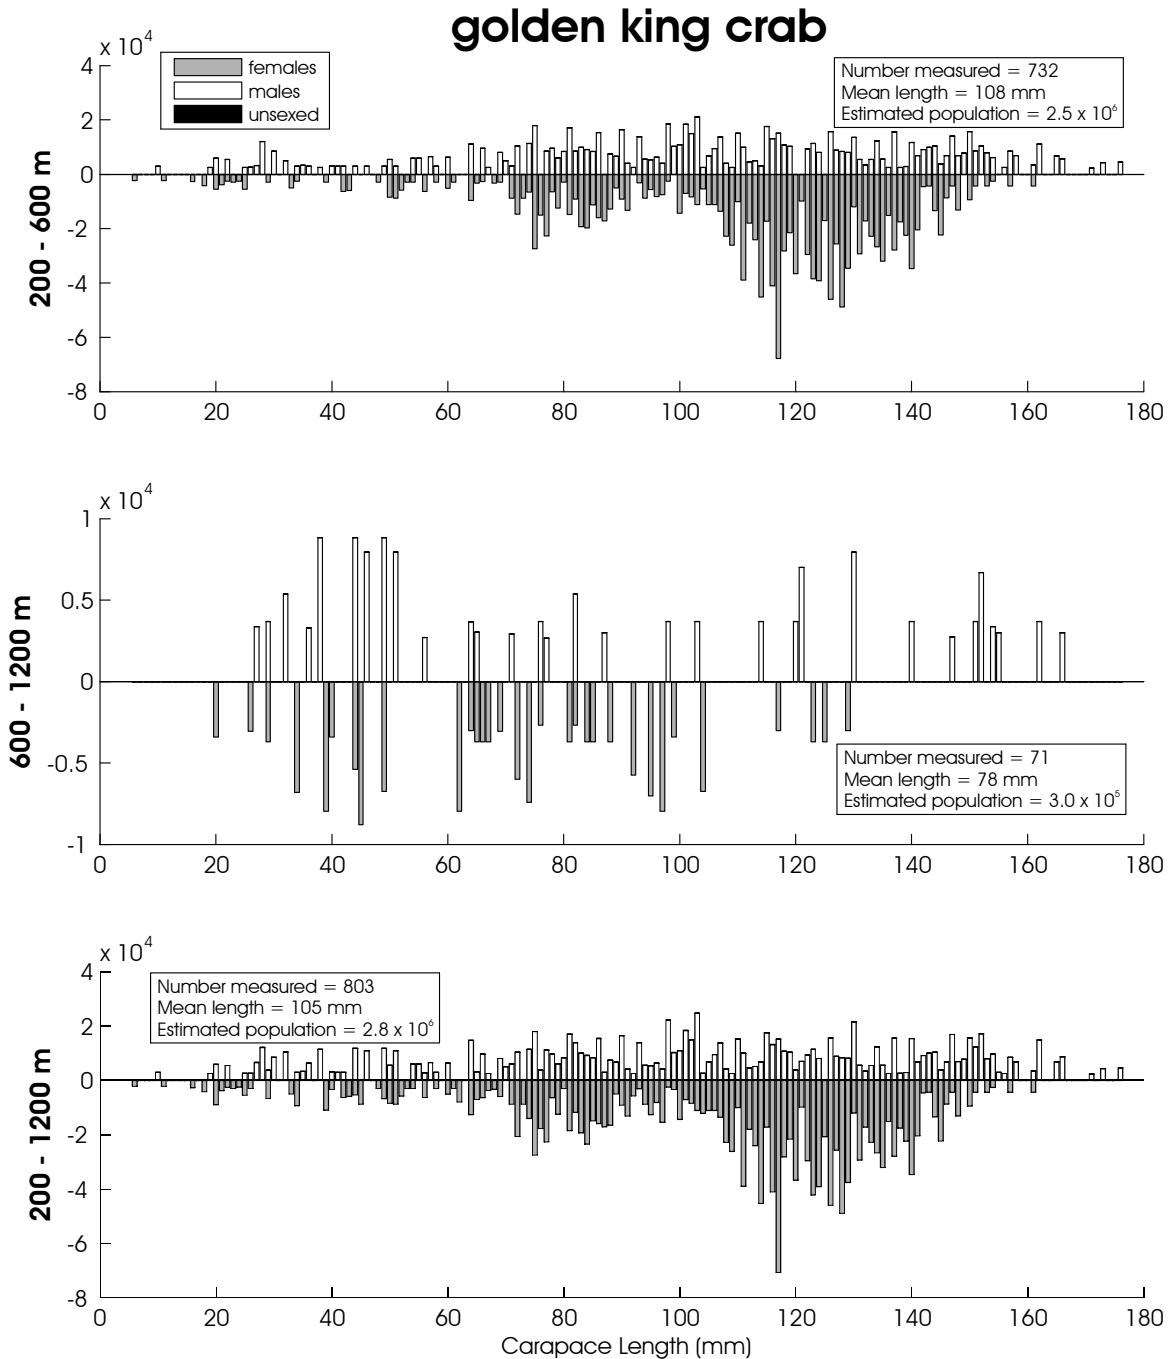 golden king crab
x 10^4
females
males
unsexed
Number measured = 732
Mean length = 108 mm
Estimated population = 2.5 x 10^6
4
2
0
-2
-4
-6
-8
200 - 600 m
0 20 40 60 80 100 120 140 160 180
x 10^4
1
0.5
0
-0.5
-1
600 - 1200 m
Number measured = 71
Mean length = 78 mm
Estimated population = 3.0 x 10^5
0 20 40 60 80 100 120 140 160 180
x 10^4
Number measured = 803
Mean length = 105 mm
Estimated population = 2.8 x 10^6
4
2
0
-2
-4
-6
-8
200 - 1200 m
0 20 40 60 80 100 120 140 160 180
Carapace Length (mm)